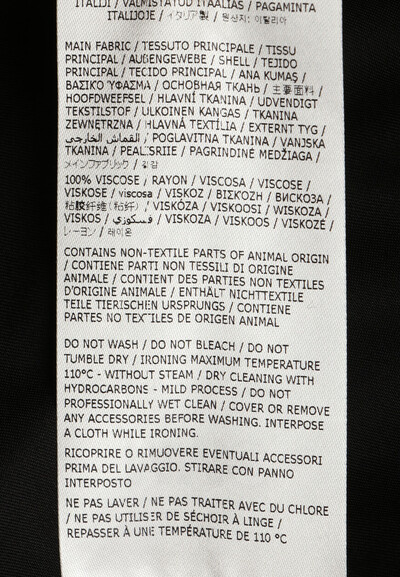 ITALIJI / VALMISTATUD ITAALIAS / PAGAMINTA
ITALIJOJE / イタリア製 / 원산지: 이탈리아
MAIN FABRIC / TESSUTO PRINCIPALE / TISSU
PRINCIPAL / AUßENGEWEBE / SHELL / TEJIDO
PRINCIPAL / TECIDO PRINCIPAL / ANA KUMAŞ /
ΒΑΣΙΚΟ ΎΦΑΣΜΑ / ОСНОВНАЯ ТКАНЬ / 主要面料 /
HOOFDWEEFSEL / HLAVNÍ TKANINA / UDVENDIGT
TEKSTILSTOF / ULKOINEN KANGAS / TKANINA
ZEWNĘTRZNA / HLAVNÁ TEXTÍLIA / EXTERNT TYG /
القماش الخارجي / POGLAVITNA TKANINA / VANJSKA
TKANINA / PEALSRIIE / PAGRINDINĖ MEDŽIAGA /
メインファブリック / 겉감
100% VISCOSE / RAYON / VISCOSA / VISCOSE /
VISKOSE / viscosa / VISKOZ / ΒΙΣΚΌΖΗ / ВИСКОЗА /
粘胶纤维(粘纤) / VISKÓZA / VISKOOSI / WISKOZA /
VISKOS / فسكوزي / VISKOZA / VISKOOS / VISKOZĖ /
レーヨン / 레이온
CONTAINS NON-TEXTILE PARTS OF ANIMAL ORIGIN
/ CONTIENE PARTI NON TESSILI DI ORIGINE
ANIMALE / CONTIENT DES PARTIES NON TEXTILES
D'ORIGINE ANIMALE / ENTHÄLT NICHTTEXTILE
TEILE TIERISCHEN URSPRUNGS / CONTIENE
PARTES NO TEXTILES DE ORIGEN ANIMAL
DO NOT WASH / DO NOT BLEACH / DO NOT
TUMBLE DRY / IRONING MAXIMUM TEMPERATURE
110°C - WITHOUT STEAM / DRY CLEANING WITH
HYDROCARBONS - MILD PROCESS / DO NOT
PROFESSIONALLY WET CLEAN / COVER OR REMOVE
ANY ACCESSORIES BEFORE WASHING. INTERPOSE
A CLOTH WHILE IRONING.
RICOPRIRE O RIMUOVERE EVENTUALI ACCESSORI
PRIMA DEL LAVAGGIO. STIRARE CON PANNO
INTERPOSTO
NE PAS LAVER / NE PAS TRAITER AVEC DU CHLORE
/ NE PAS UTILISER DE SÉCHOIR À LINGE /
REPASSER À UNE TEMPÉRATURE DE 110 °C